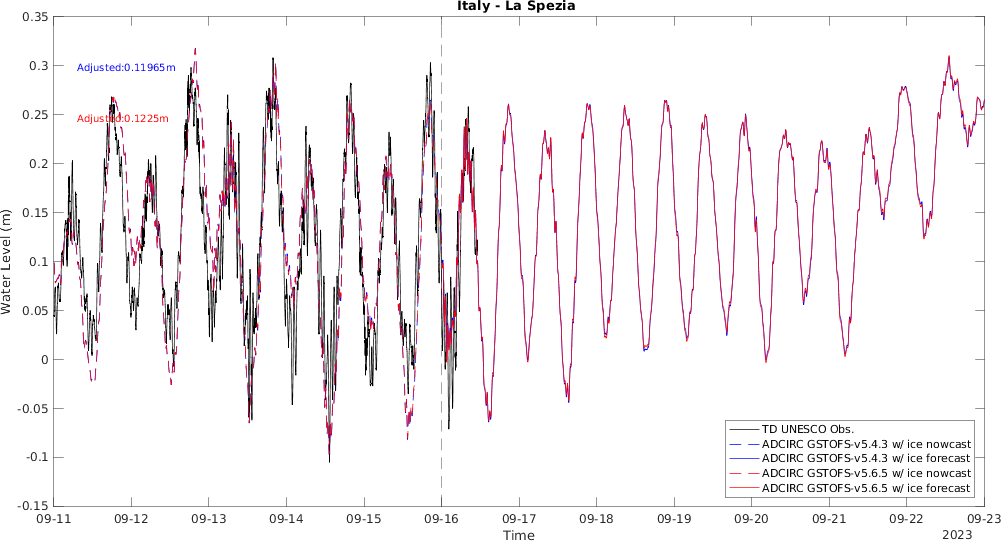 Italy - La Spezia
0.35
0.3
0.25
0.2
0.15
0.1
0.05
0
-0.05
-0.1
-0.15
Water Level (m)
Adjusted:0.11965m
Adjusted:0.1225m
TD UNESCO Obs.
ADCIRC GSTOFS-v5.4.3 w/ ice nowcast
ADCIRC GSTOFS-v5.4.3 w/ ice forecast
ADCIRC GSTOFS-v5.6.5 w/ ice nowcast
ADCIRC GSTOFS-v5.6.5 w/ ice forecast
09-11 09-12 09-13 09-14 09-15 09-16 09-17 09-18 09-19 09-20 09-21 09-22 09-23
Time
2023